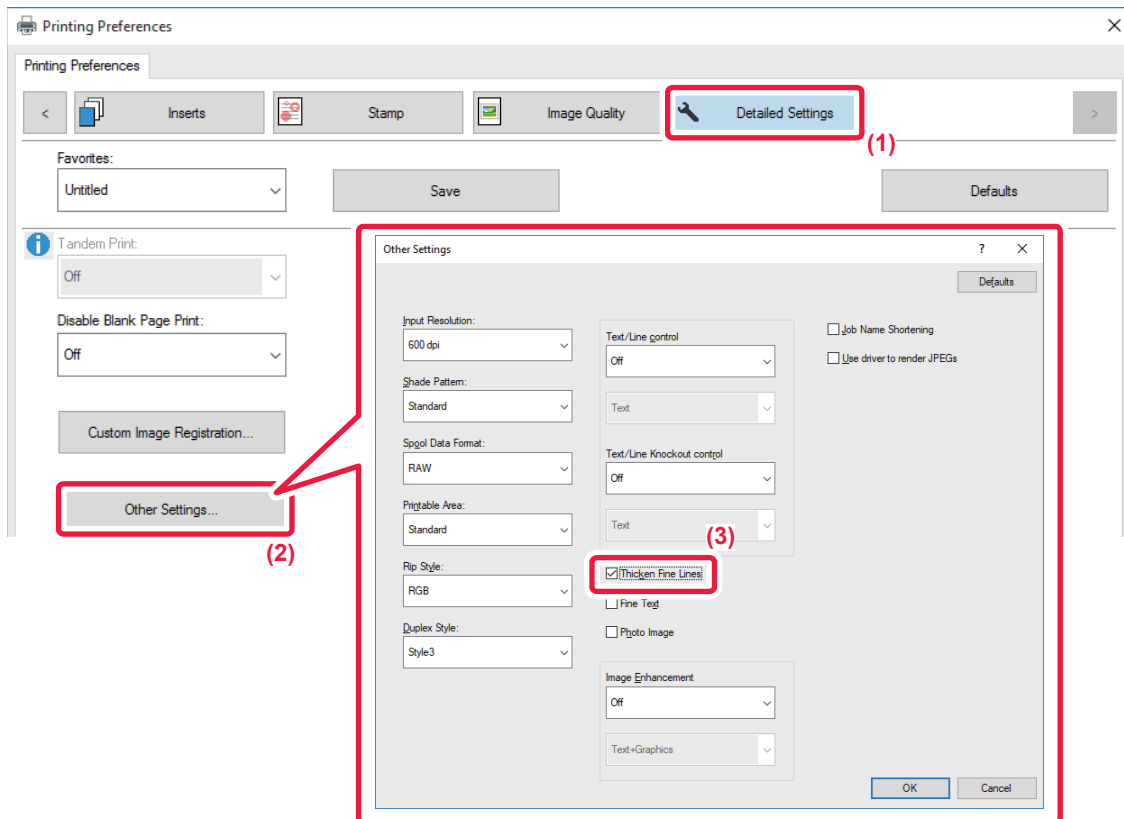 Printing Preferences
Printing Preferences
<
Inserts
Stamp
Image Quality
Detailed Settings
>
(1)
Favorites:
Untitled
Save
Defaults
Tandem Print:
Off
Disable Blank Page Print:
Off
Custom Image Registration...
Other Settings...
(2)
Other Settings
?
Defaults
Input Resolution:
600 dpi
Shade Pattern:
Standard
Spool Data Format:
RAW
Printable Area:
Standard
Rip Style:
RGB
Duplex Style:
Style3
Text/Line control
Off
Text
Text/Line Knockout control
Off
Text
(3)
Thicken Fine Lines
Fine Text
Photo Image
Image Enhancement
Off
Text+Graphics
Job Name Shortening
Use driver to render JPEGs
OK
Cancel